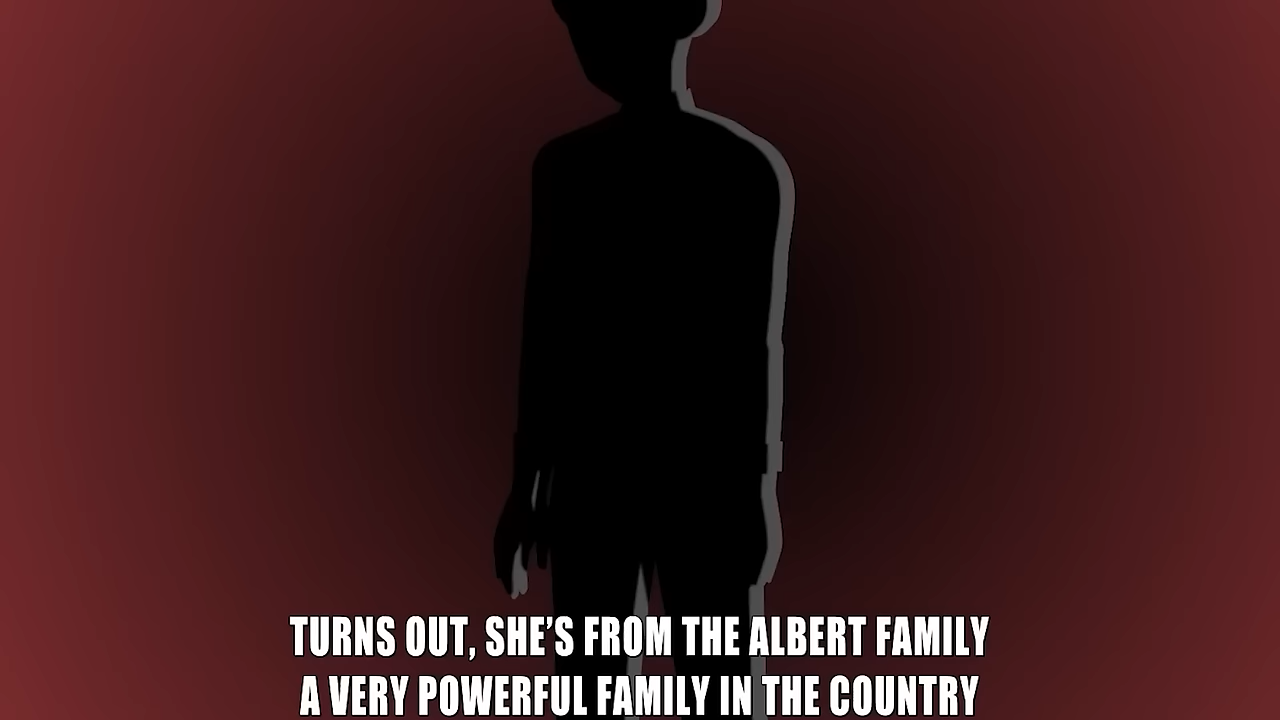 TURNS OUT, SHE’S FROM THE ALBERT FAMILY
A VERY POWERFUL FAMILY IN THE COUNTRY